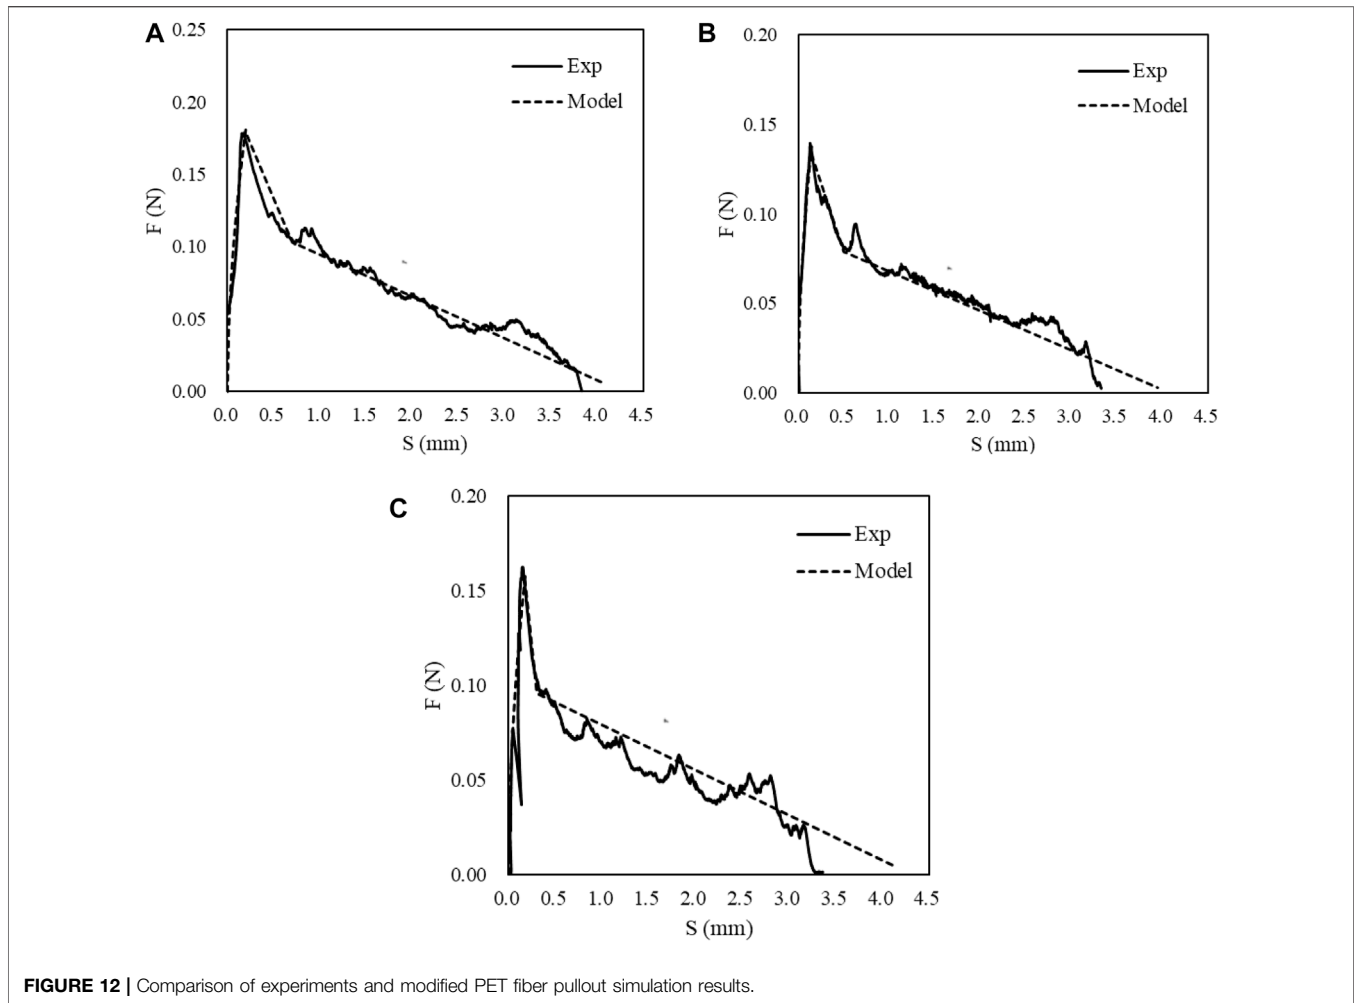 A
0.25
0.20
0.15
0.10
0.05
0.00
F (N)
Exp
Model
0.0 0.5 1.0 1.5 2.0 2.5 3.0 3.5 4.0 4.5
S (mm)
B
0.20
0.15
0.10
0.05
0.00
F (N)
Exp
Model
0.0 0.5 1.0 1.5 2.0 2.5 3.0 3.5 4.0 4.5
S (mm)
C
0.20
0.15
0.10
0.05
0.00
F (N)
Exp
Model
0.0 0.5 1.0 1.5 2.0 2.5 3.0 3.5 4.0 4.5
S (mm)
FIGURE 12 | Comparison of experiments and modified PET fiber pullout simulation results.